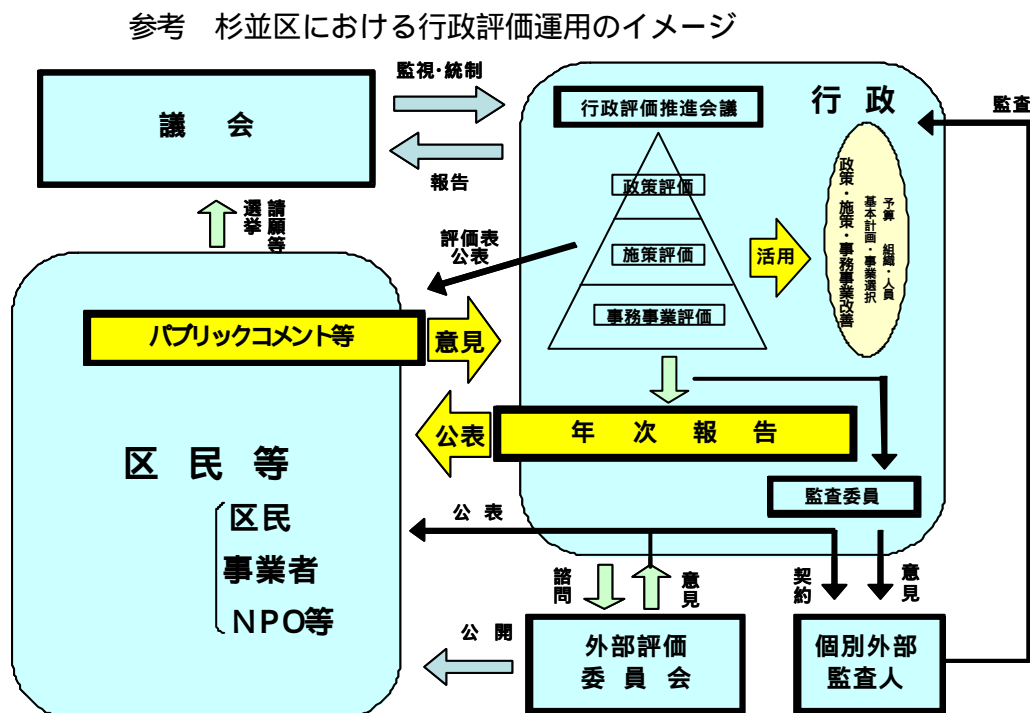 参考　杉並区における行政評価運用のイメージ
監視・統制
議　会
報告
行政評価推進会議
行　政
監査
政策評価
施策評価
事務事業評価
活用
予算　組織・人員
基本計画・事業選択
政策・施策・事務事業改善
選挙
請願等
評価表
公表
パブリックコメント等
意見
公表
年　次　報　告
区　民　等
区民
事業者
NPO等
監査委員
公　表
諮問
意見
契約
意見
公　開
外部評価
委　員　会
個別外部
監査人